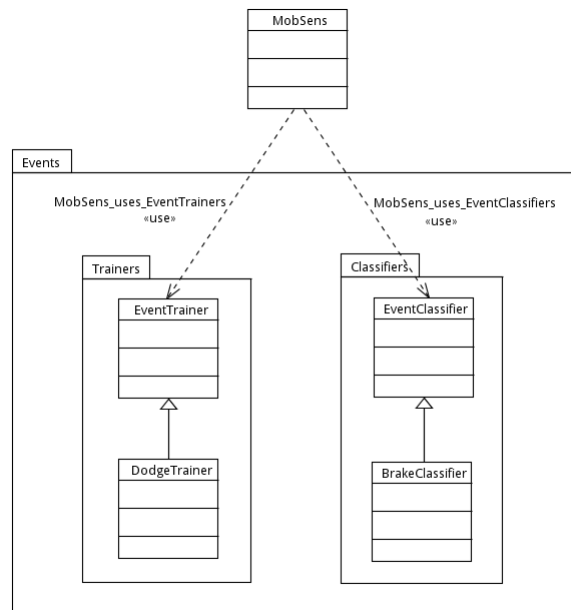 MobSens
Events
MobSens_uses_EventTrainers
«use»
MobSens_uses_EventClassifiers
«use»
Trainers
Classifiers
EventTrainer
EventClassifier
DodgeTrainer
BrakeClassifier